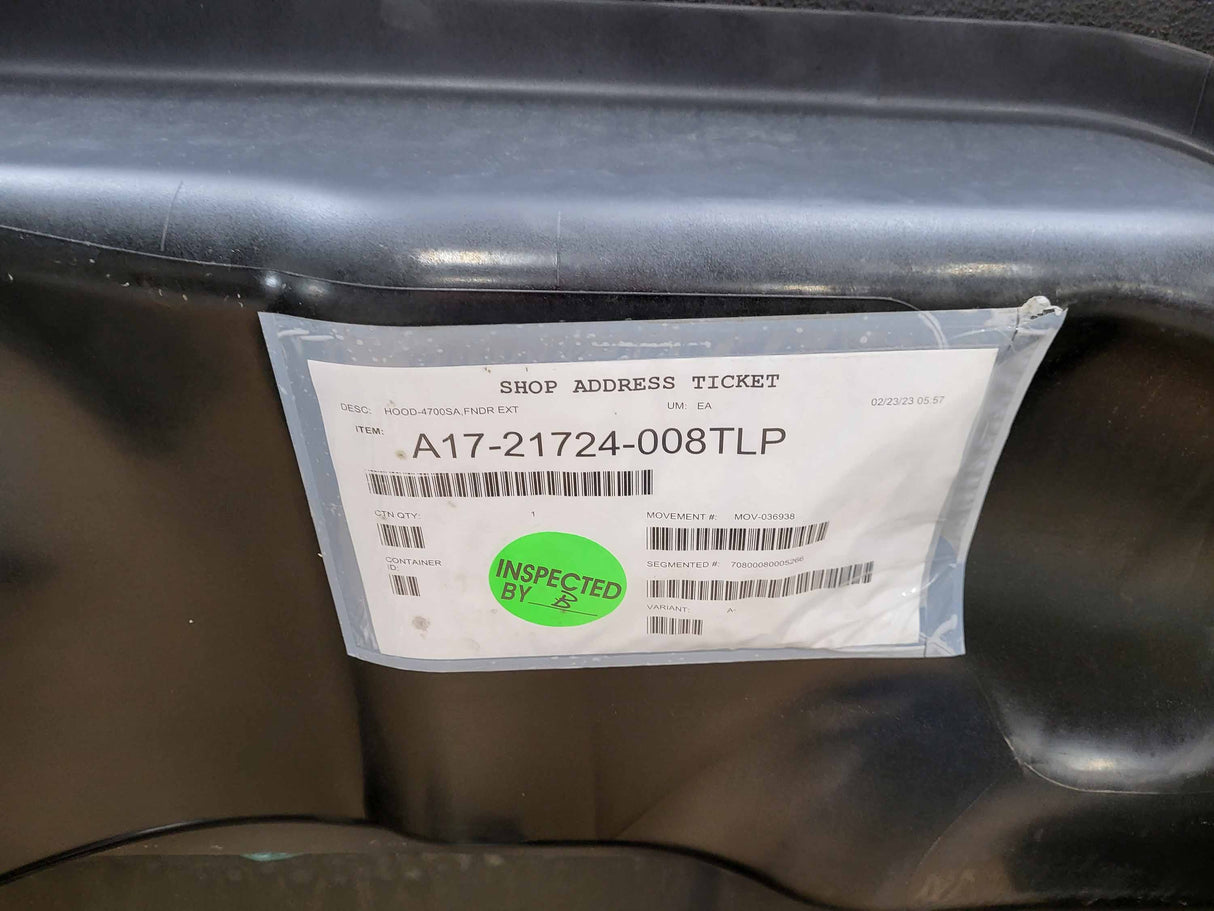 SHOP ADDRESS TICKET
DESC: HOOD-4700SA,FNDR EXT UM: EA 02/23/23 05:57
ITEM: A17-21724-008TLP
CTN QTY: 1
MOVEMENT #: MOV-036938
CONTAINER
ID:
SEGMENTED #: 70800080005266
VARIANT: A-
INSPECTED
BY B